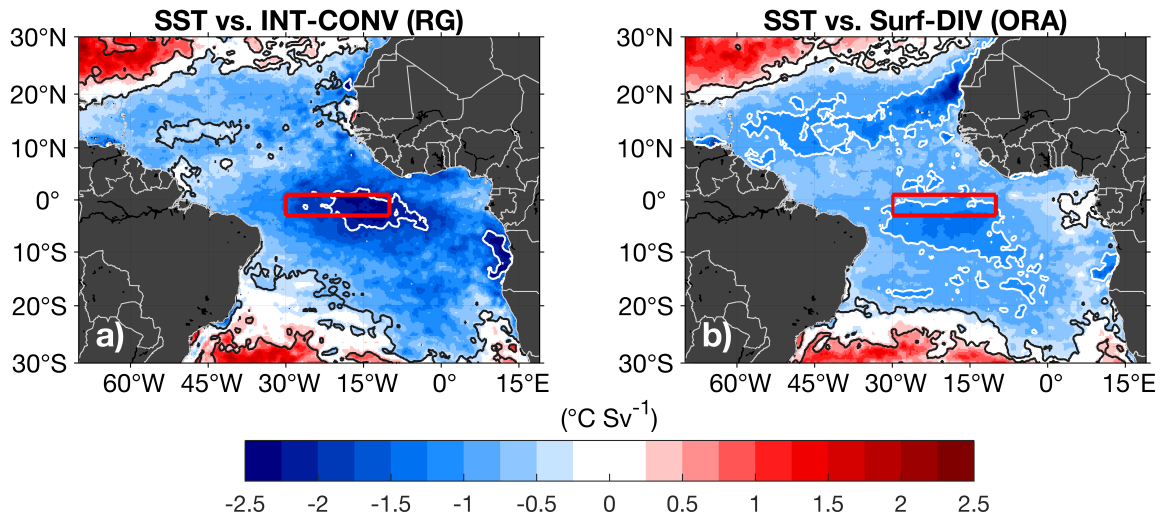 SST vs. INT-CONV (RG)
SST vs. Surf-DIV (ORA)
30°N
20°N
10°N
0°
10°S
20°S
30°S
a)
60°W 45°W 30°W 15°W 0° 15°E
30°N
20°N
10°N
0°
10°S
20°S
30°S
b)
60°W 45°W 30°W 15°W 0° 15°E
(°C Sv⁻¹)
-2.5 -2 -1.5 -1 -0.5 0 0.5 1 1.5 2 2.5